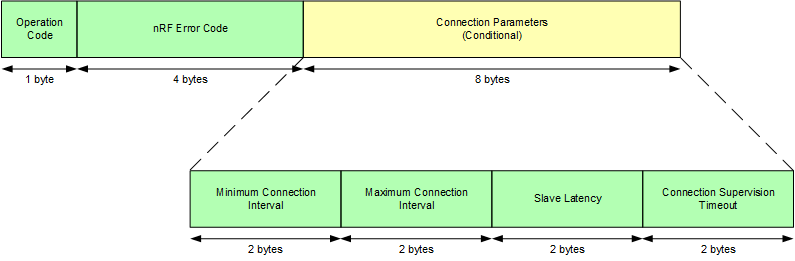 Operation
Code
nRF Error Code
Connection Parameters
(Conditional)
1 byte
4 bytes
8 bytes
Minimum Connection
Interval
Maximum Connection
Interval
Slave Latency
Connection Supervision
Timeout
2 bytes
2 bytes
2 bytes
2 bytes